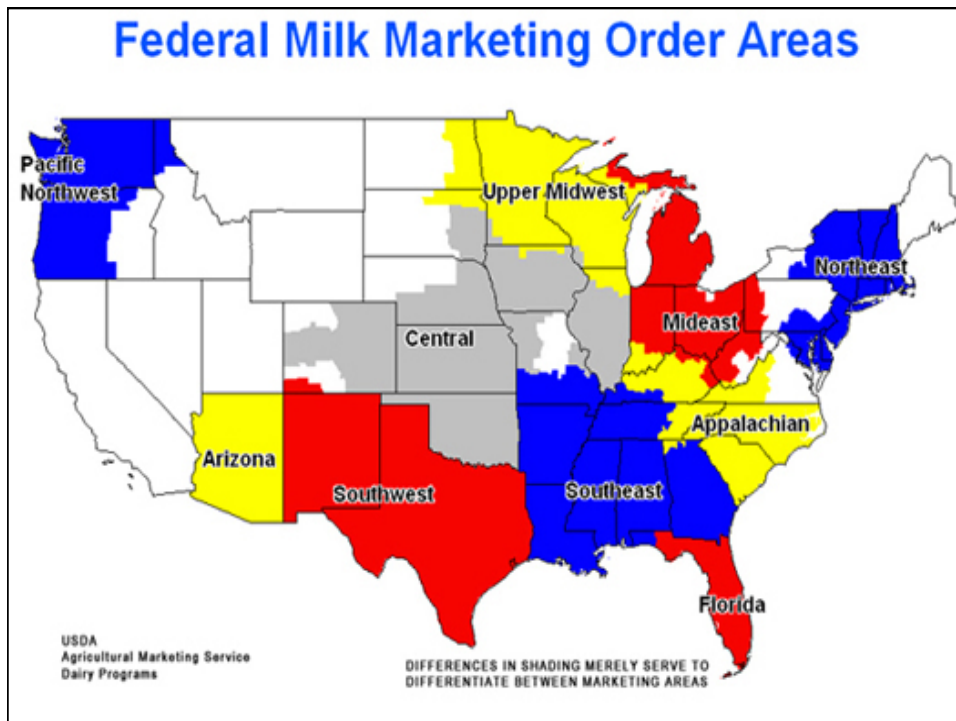 Federal Milk Marketing Order Areas
Pacific
Northwest
Upper Midwest
Northeast
Mideast
Central
Appalachian
Arizona
Southwest
Southeast
Florida
USDA
Agricultural Marketing Service
Dairy Programs
DIFFERENCES IN SHADING MERELY SERVE TO
DIFFERENTIATE BETWEEN MARKETING AREAS